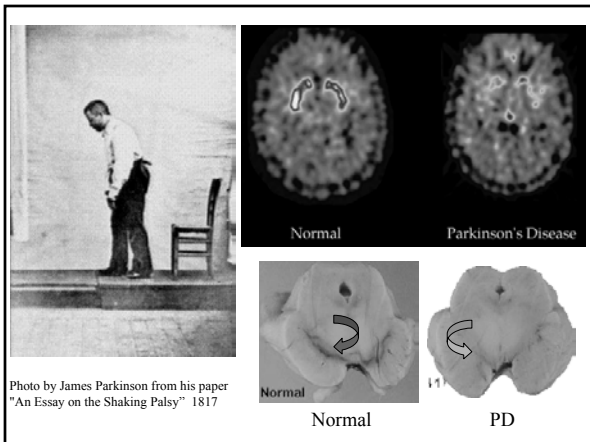 Normal
Parkinson's Disease
Normal
Normal
PD
Photo by James Parkinson from his paper
"An Essay on the Shaking Palsy” 1817